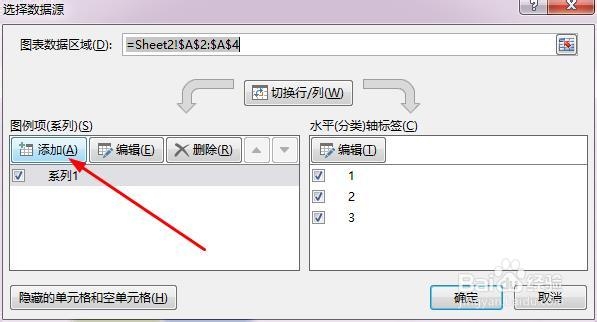 选择数据源
图表数据区域(D):
=Sheet2!$A$2:$A$4
切换行/列(W)
图例项(系列)(S)
添加(A) 编辑(E) 删除(R)
系列1
水平(分类)轴标签(C)
编辑(T)
1
2
3
隐藏的单元格和空单元格(H)
确定 取消
Baidu 经验
jingyan.baidu.com